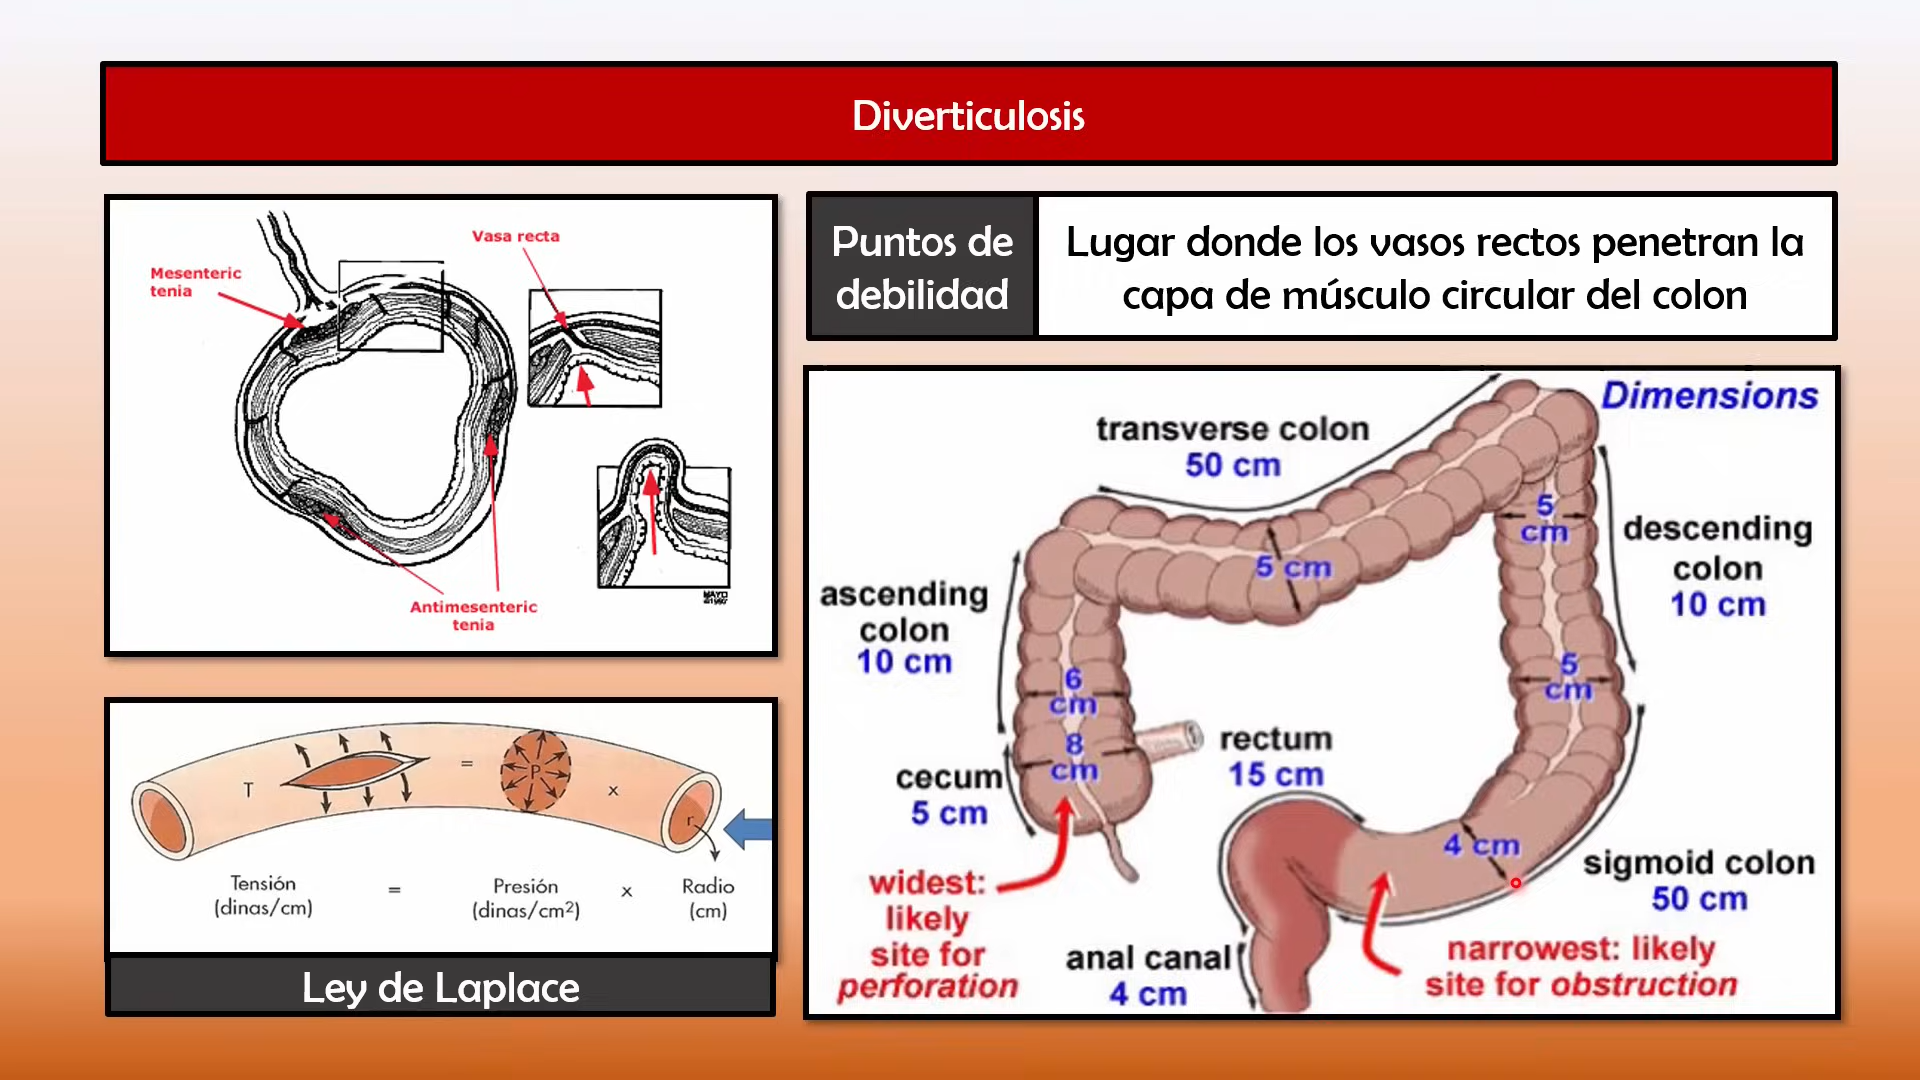 Diverticulosis
Mesenteric
tenia
Vasa recta
Antimesenteric
tenia
Puntos de
debilidad
Lugar donde los vasos rectos penetran la
capa de músculo circular del colon
Dimensions
transverse colon
50 cm
5 cm
5
cm
descending
colon
10 cm
ascending
colon
10 cm
6
cm
5
cm
8
cm
rectum
15 cm
cecum
5 cm
4 cm
sigmoid colon
50 cm
widest:
likely
site for
perforation
anal canal
4 cm
narrowest: likely
site for obstruction
T
=
P
x
r
Tensión
(dinas/cm)
=
Presión
(dinas/cm²)
x
Radio
(cm)
Ley de Laplace